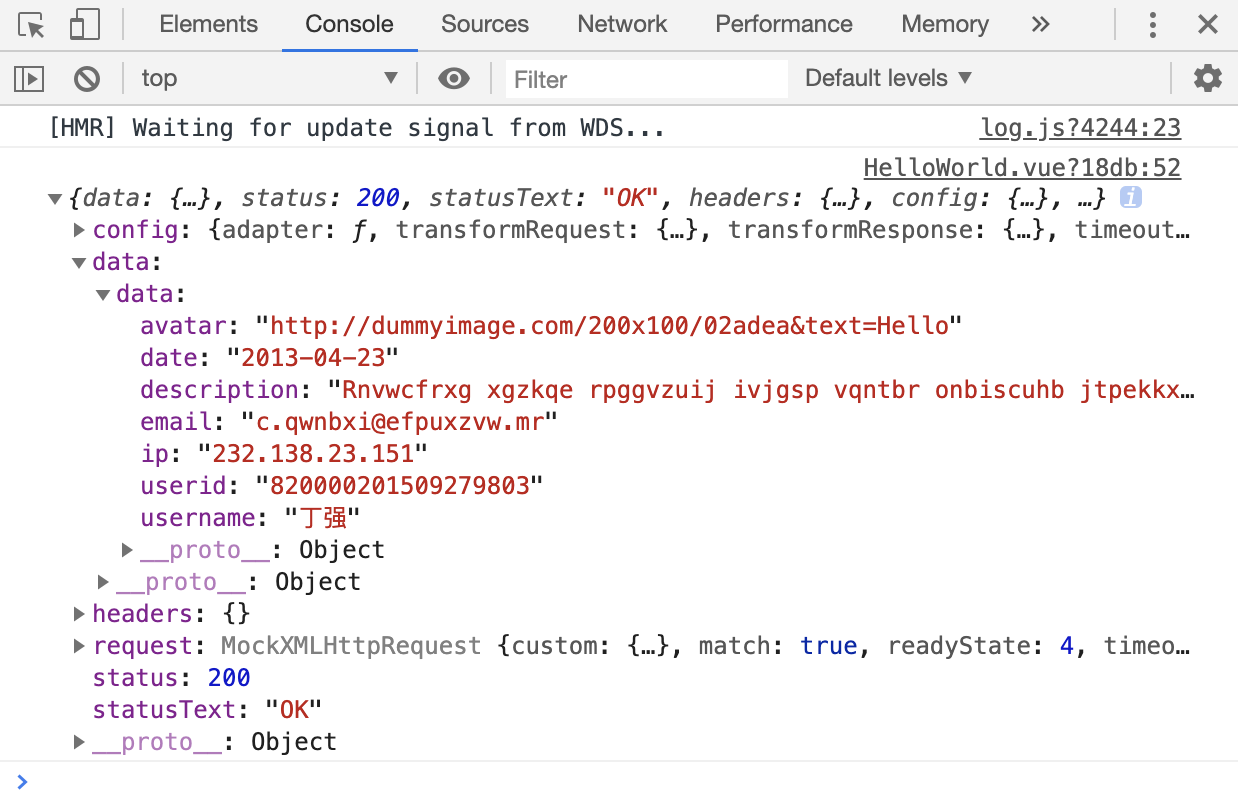 Elements Console Sources Network Performance Memory »
top Filter Default levels
[HMR] Waiting for update signal from WDS... log.js?4244:23
HelloWorld.vue?18db:52
{data: {…}, status: 200, statusText: "OK", headers: {…}, config: {…}, …} i
config: {adapter: ƒ, transformRequest: {…}, transformResponse: {…}, timeout…
data:
data:
avatar: "http://dummyimage.com/200x100/02adea&text=Hello"
date: "2013-04-23"
description: "Rnvwcfrxg xgzkqe rpggvzuij ivjgsp vqntbr onbiscuhb jtpekkx…
email: "c.qwnbxi@efpuxzvw.mr"
ip: "232.138.23.151"
userid: "820000201509279803"
username: "丁强"
__proto__: Object
__proto__: Object
headers: {}
request: MockXMLHttpRequest {custom: {…}, match: true, readyState: 4, timeo…
status: 200
statusText: "OK"
__proto__: Object